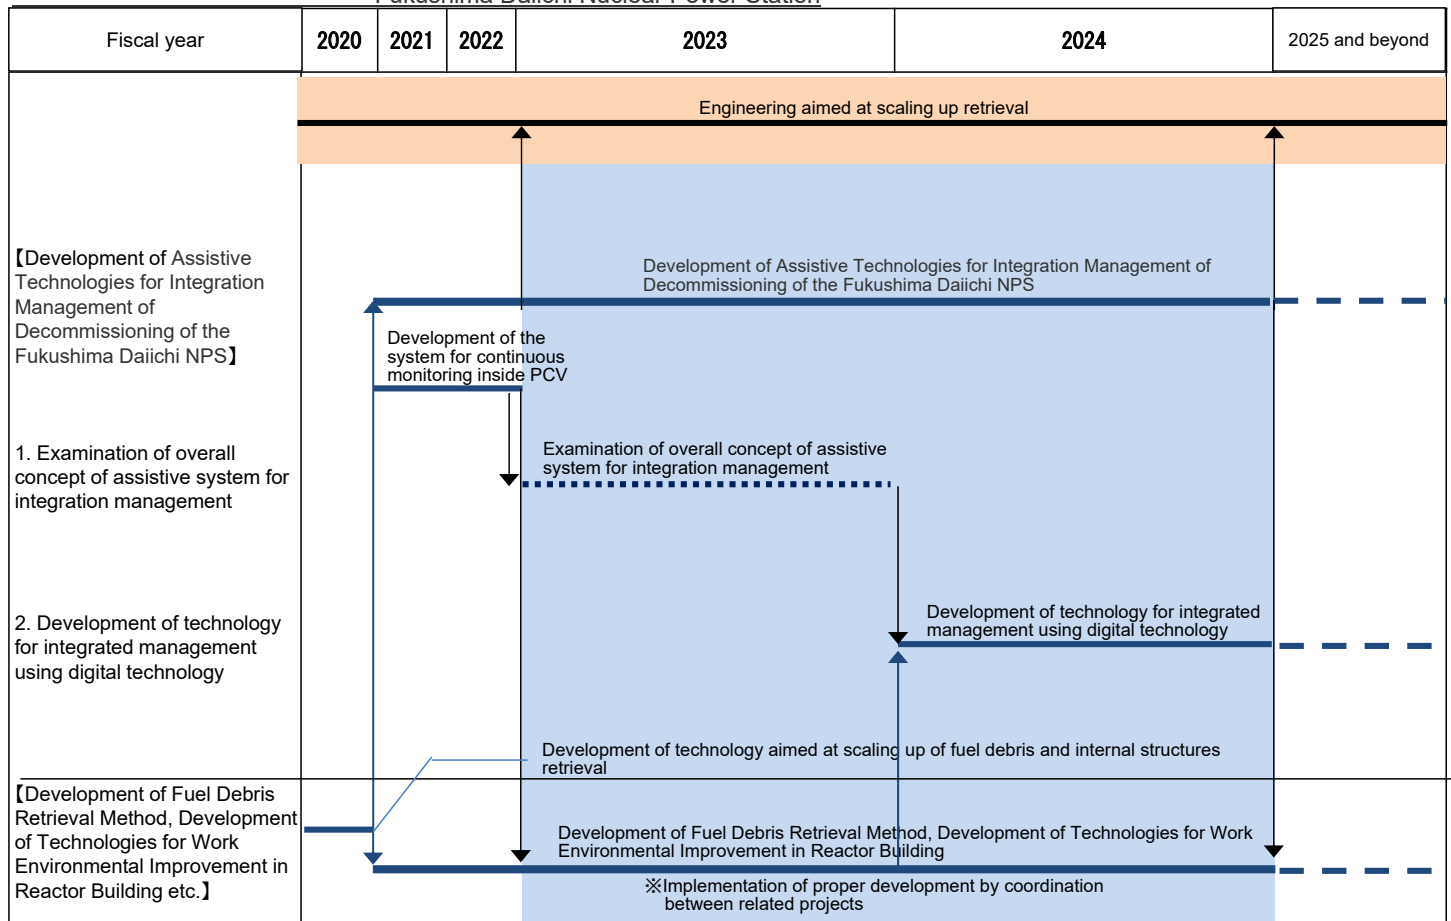 Fukushima Daiichi Nuclear Power Station
Fiscal year
2020
2021
2022
2023
2024
2025 and beyond
Engineering aimed at scaling up retrieval
【Development of Assistive
Technologies for Integration
Management of
Decommissioning of the
Fukushima Daiichi NPS】
Development of Assistive Technologies for Integration Management of
Decommissioning of the Fukushima Daiichi NPS
Development of the
system for continuous
monitoring inside PCV
1. Examination of overall
concept of assistive system for
integration management
Examination of overall concept of assistive
system for integration management
2. Development of technology
for integrated management
using digital technology
Development of technology for integrated
management using digital technology
Development of technology aimed at scaling up of fuel debris and internal structures
retrieval
【Development of Fuel Debris
Retrieval Method, Development
of Technologies for Work
Environmental Improvement in
Reactor Building etc.】
Development of Fuel Debris Retrieval Method, Development of Technologies for Work
Environmental Improvement in Reactor Building
※Implementation of proper development by coordination
between related projects